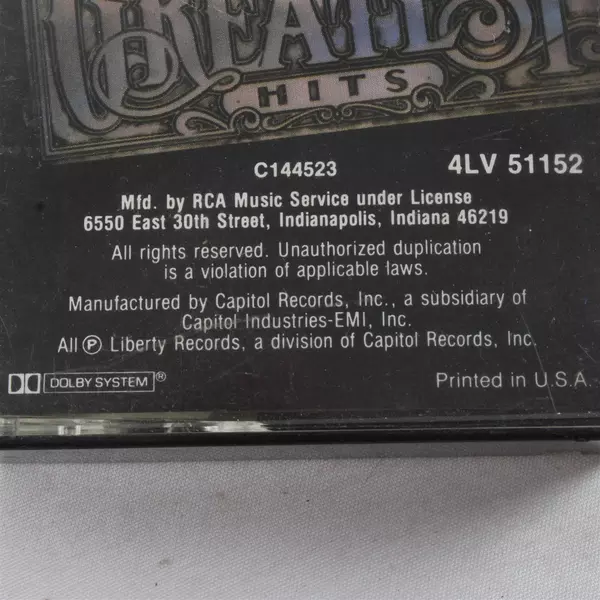 GREATEST
HITS
C144523
4LV 51152
Mfd. by RCA Music Service under License
6550 East 30th Street, Indianapolis, Indiana 46219
All rights reserved. Unauthorized duplication
is a violation of applicable laws.
Manufactured by Capitol Records, Inc., a subsidiary of
Capitol Industries-EMI, Inc.
All Ⓟ Liberty Records, a division of Capitol Records, Inc.
DOLBY SYSTEM®
Printed in U.S.A.